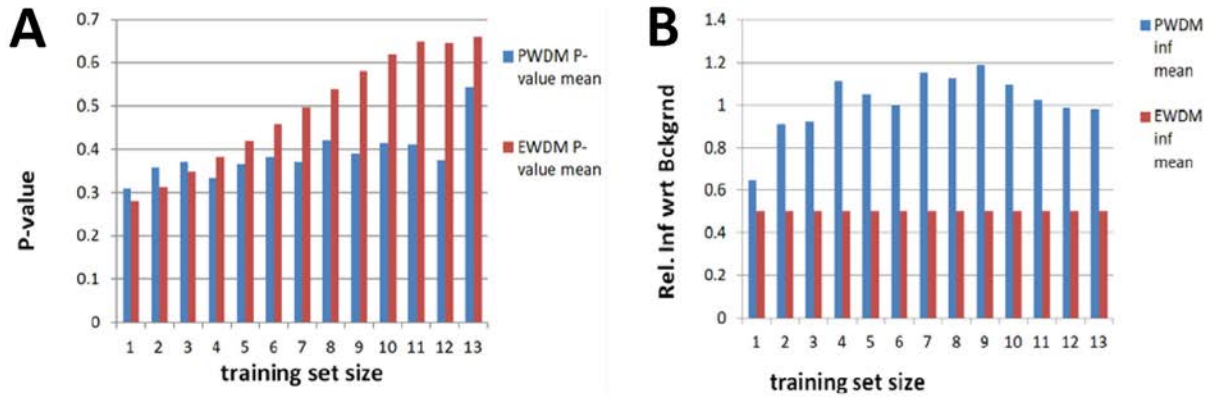 A
0.7
0.6
0.5
0.4
0.3
0.2
0.1
0
P-value
1 2 3 4 5 6 7 8 9 10 11 12 13
training set size
PWDM P-
value mean
EWDM P-
value mean
B
1.4
1.2
1
0.8
0.6
0.4
0.2
0
Rel. Inf wrt Bckgrnd
1 2 3 4 5 6 7 8 9 10 11 12 13
training set size
PWDM
inf
mean
EWDM
inf
mean